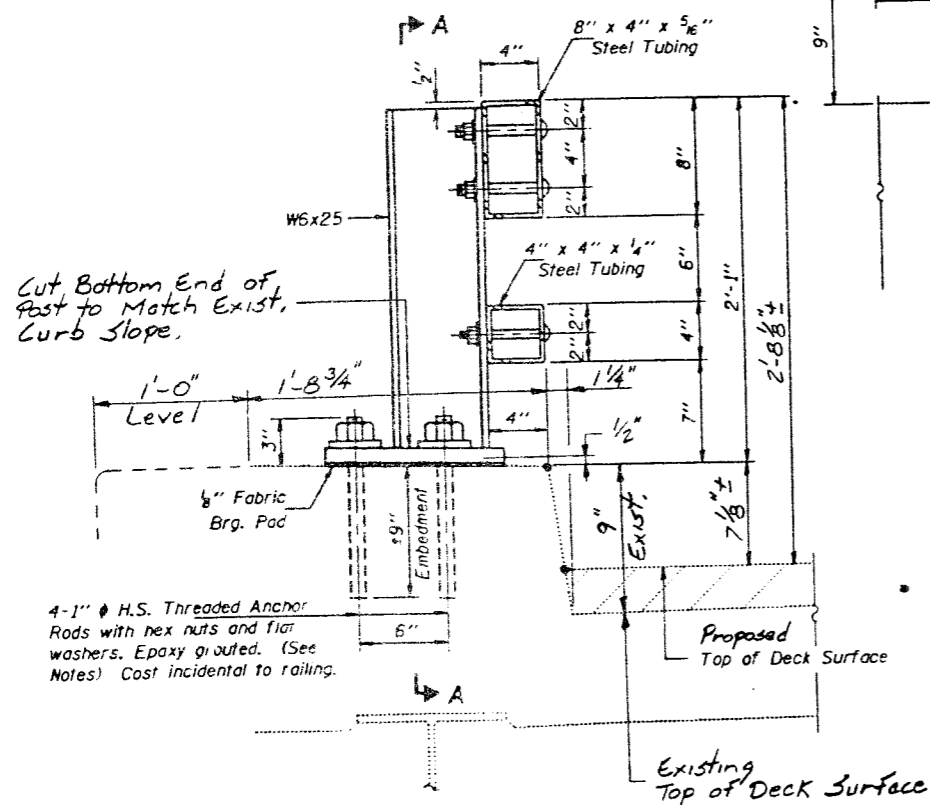 A
8" x 4" x 5/16"
Steel Tubing
4"
9"
1/2"
2"
4"
2"
8"
W6x25
4" x 4" x 1/4"
Steel Tubing
6"
2'-1"
2'-8 1/8" ±
Cut Bottom End of
Post to Match Exist.
Curb Slope.
2"
2"
4"
1'-0"
Level
1'-8 3/4"
1 1/4"
3"
4"
1/2"
7"
1/8" Fabric
Brg. Pad
±9"
Embedment
9"
Exist.
7 1/8" ±
4-1" ϕ H.S. Threaded Anchor
Rods with hex nuts and flat
washers. Epaxy grouted. (See
Notes) Cost incidental to railing.
6"
Proposed
Top of Deck Surface
A
Existing
Top of Deck Surface